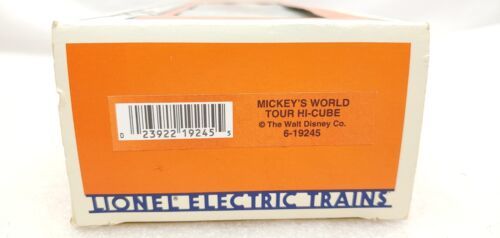 MICKEY'S WORLD
TOUR HI-CUBE
© The Walt Disney Co.
6-19245
0 23922 19245 5
LIONEL® ELECTRIC TRAINS